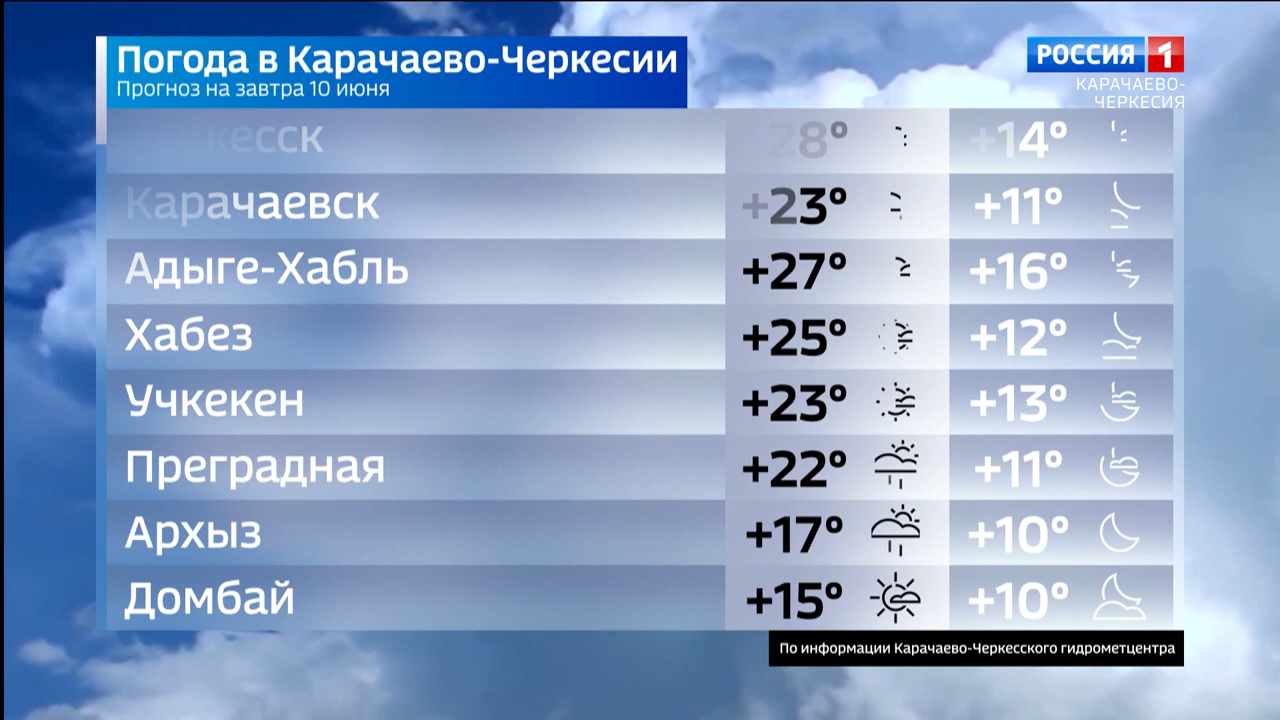 Погода в Карачаево-Черкесии
Прогноз на завтра 10 июня
РОССИЯ 1
КАРАЧАЕВО-
ЧЕРКЕСИЯ
кесск 28° +14°
Карачаевск +23° +11°
Адыге-Хабль +27° +16°
Хабез +25° +12°
Учкекен +23° +13°
Преградная +22° +11°
Архыз +17° +10°
Домбай +15° +10°
По информации Карачаево-Черкесского гидрометцентра